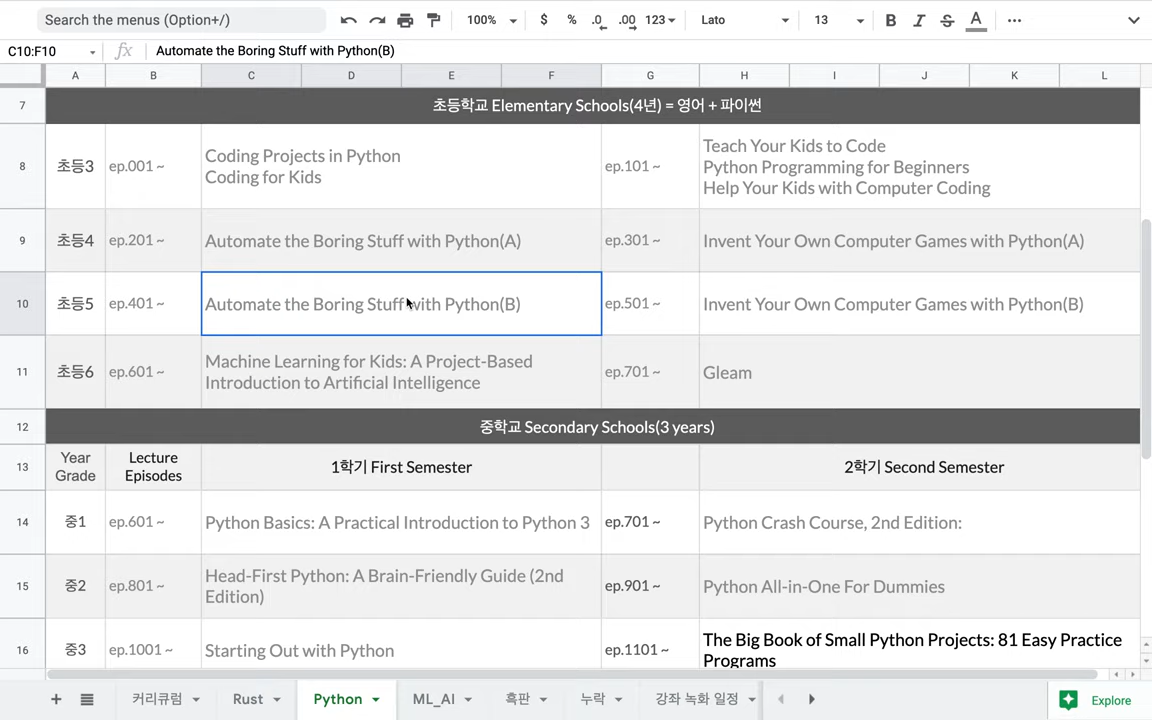 Search the menus (Option+/)
100%
$ % .0 .00 123
Lato
13
B I S A
C10:F10
fx
Automate the Boring Stuff with Python(B)
A B C D E F G H I J K L
7 초등학교 Elementary Schools(4년) = 영어 + 파이썬
8 초등3 ep.001 ~
Coding Projects in Python
Coding for Kids
ep.101 ~
Teach Your Kids to Code
Python Programming for Beginners
Help Your Kids with Computer Coding
9 초등4 ep.201 ~ Automate the Boring Stuff with Python(A) ep.301 ~ Invent Your Own Computer Games with Python(A)
10 초등5 ep.401 ~ Automate the Boring Stuff with Python(B) ep.501 ~ Invent Your Own Computer Games with Python(B)
11 초등6 ep.601 ~
Machine Learning for Kids: A Project-Based
Introduction to Artificial Intelligence
ep.701 ~ Gleam
12 중학교 Secondary Schools(3 years)
13
Year
Grade
Lecture
Episodes
1학기 First Semester
2학기 Second Semester
14 중1 ep.601 ~ Python Basics: A Practical Introduction to Python 3 ep.701 ~ Python Crash Course, 2nd Edition:
15 중2 ep.801 ~
Head-First Python: A Brain-Friendly Guide (2nd
Edition)
ep.901 ~ Python All-in-One For Dummies
16 중3 ep.1001 ~ Starting Out with Python ep.1101 ~
The Big Book of Small Python Projects: 81 Easy Practice
Programs
커리큘럼 Rust Python ML_AI 흑판 누락 강좌 녹화 일정
Explore